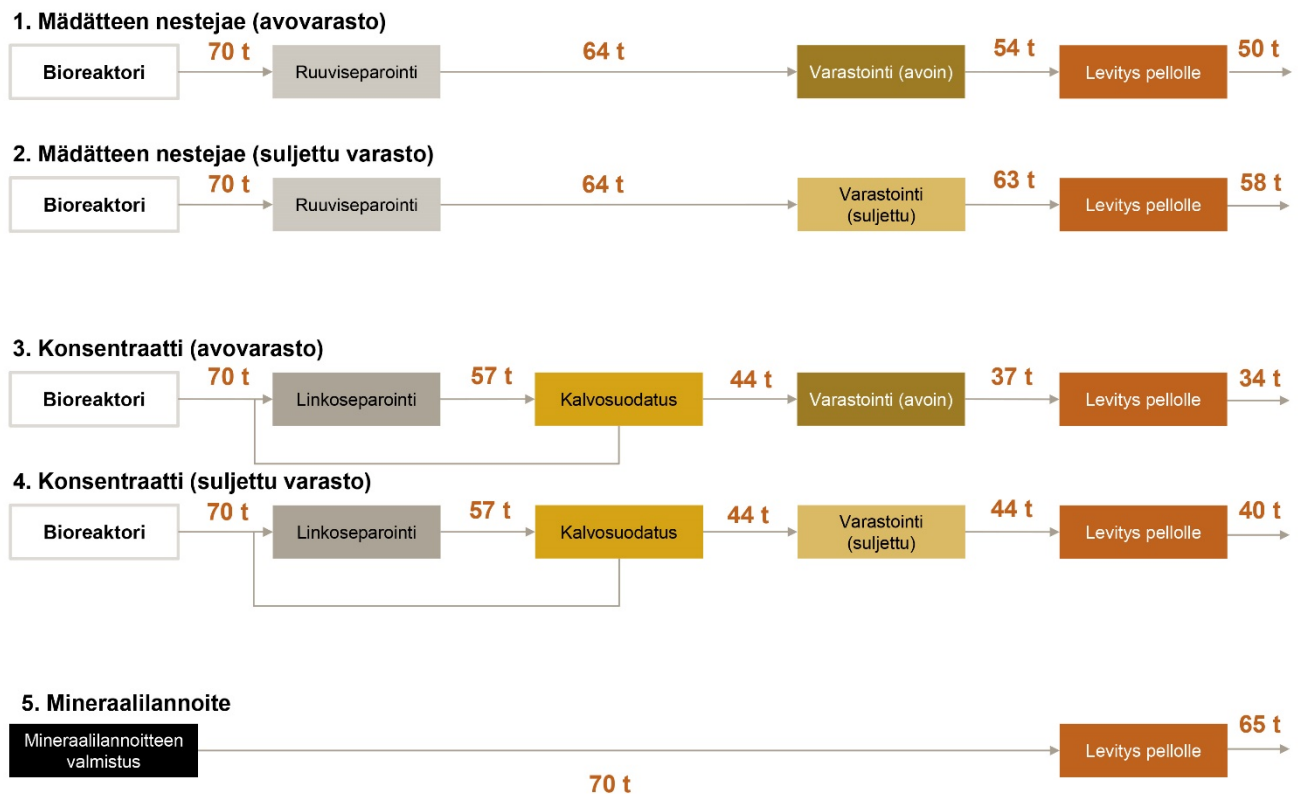 1. Mädätteen nestejae (avovarasto)
70 t
64 t
54 t
50 t
Bioreaktori
Ruuviseparointi
Varastointi (avoin)
Levitys pellolle
2. Mädätteen nestejae (suljettu varasto)
70 t
64 t
63 t
58 t
Bioreaktori
Ruuviseparointi
Varastointi
(suljettu)
Levitys pellolle
3. Konsentraatti (avovarasto)
70 t
57 t
44 t
37 t
34 t
Bioreaktori
Linkoseparointi
Kalvosuodatus
Varastointi (avoin)
Levitys pellolle
4. Konsentraatti (suljettu varasto)
70 t
57 t
44 t
44 t
40 t
Bioreaktori
Linkoseparointi
Kalvosuodatus
Varastointi
(suljettu)
Levitys pellolle
5. Mineraalilannoite
65 t
Mineraalilannoitteen
valmistus
Levitys pellolle
70 t